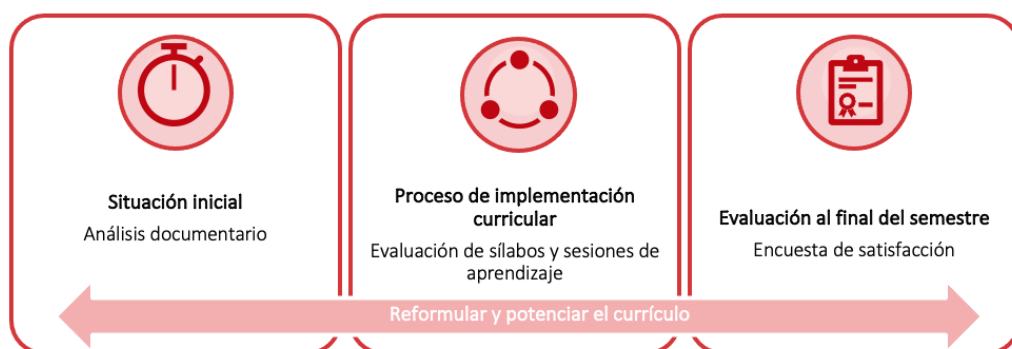 Situación inicial
Análisis documentario
Proceso de implementación
curricular
Evaluación de sílabos y sesiones de
aprendizaje
Evaluación al final del semestre
Encuesta de satisfacción
Reformular y potenciar el currículo